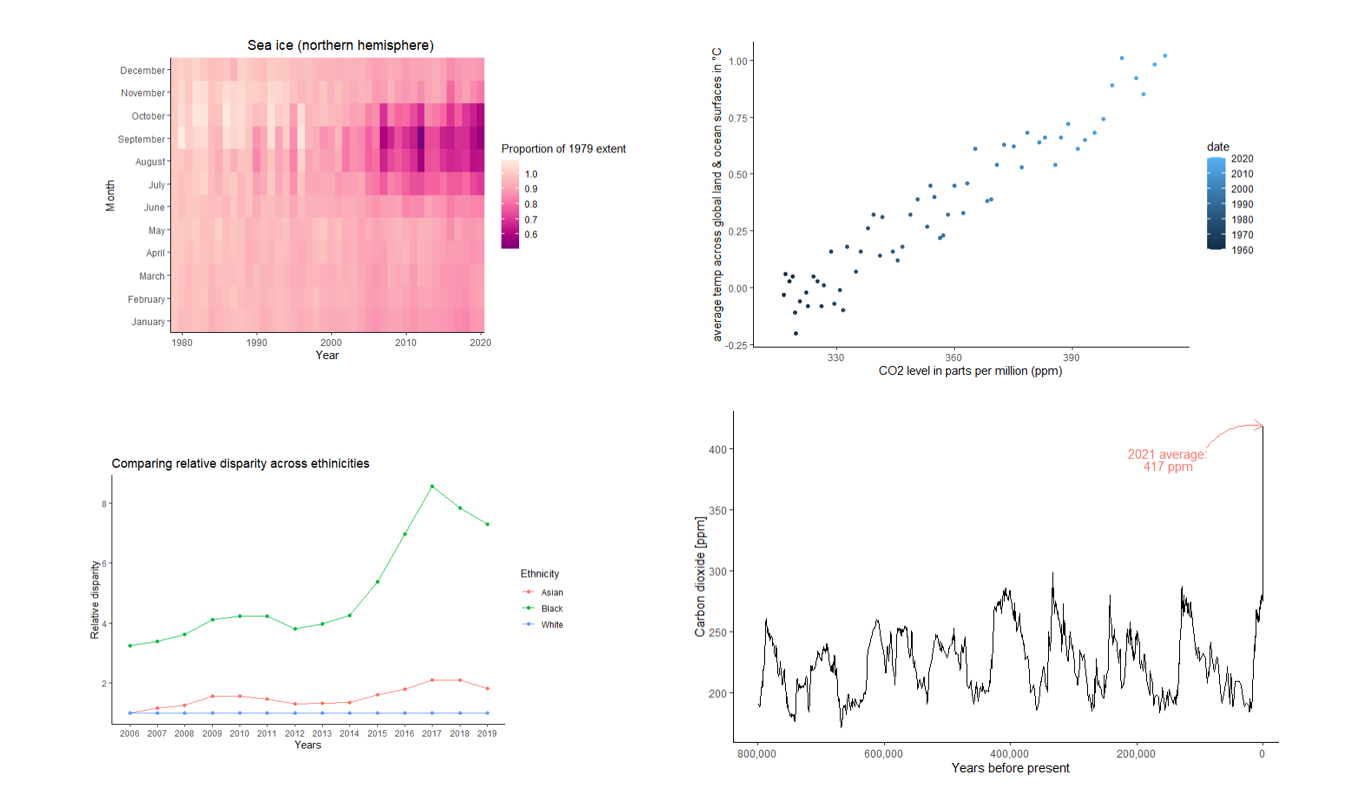 Sea ice (northern hemisphere)
December
November
October
September
August
July
June
May
April
March
February
January
Month
1980
1990
2000
2010
2020
Year
Proportion of 1979 extent
1.0
0.9
0.8
0.7
0.6
1.00
0.75
0.50
0.25
0.00
-0.25
average temp across global land & ocean surfaces in °C
330
360
390
CO2 level in parts per million (ppm)
date
2020
2010
2000
1990
1980
1970
1960
Comparing relative disparity across ethinicities
8
6
4
2
Relative disparity
2006 2007 2008 2009 2010 2011 2012 2013 2014 2015 2016 2017 2018 2019
Years
Ethnicity
Asian
Black
White
400
350
300
250
200
Carbon dioxide [ppm]
2021 average:
417 ppm
800,000
600,000
400,000
200,000
0
Years before present